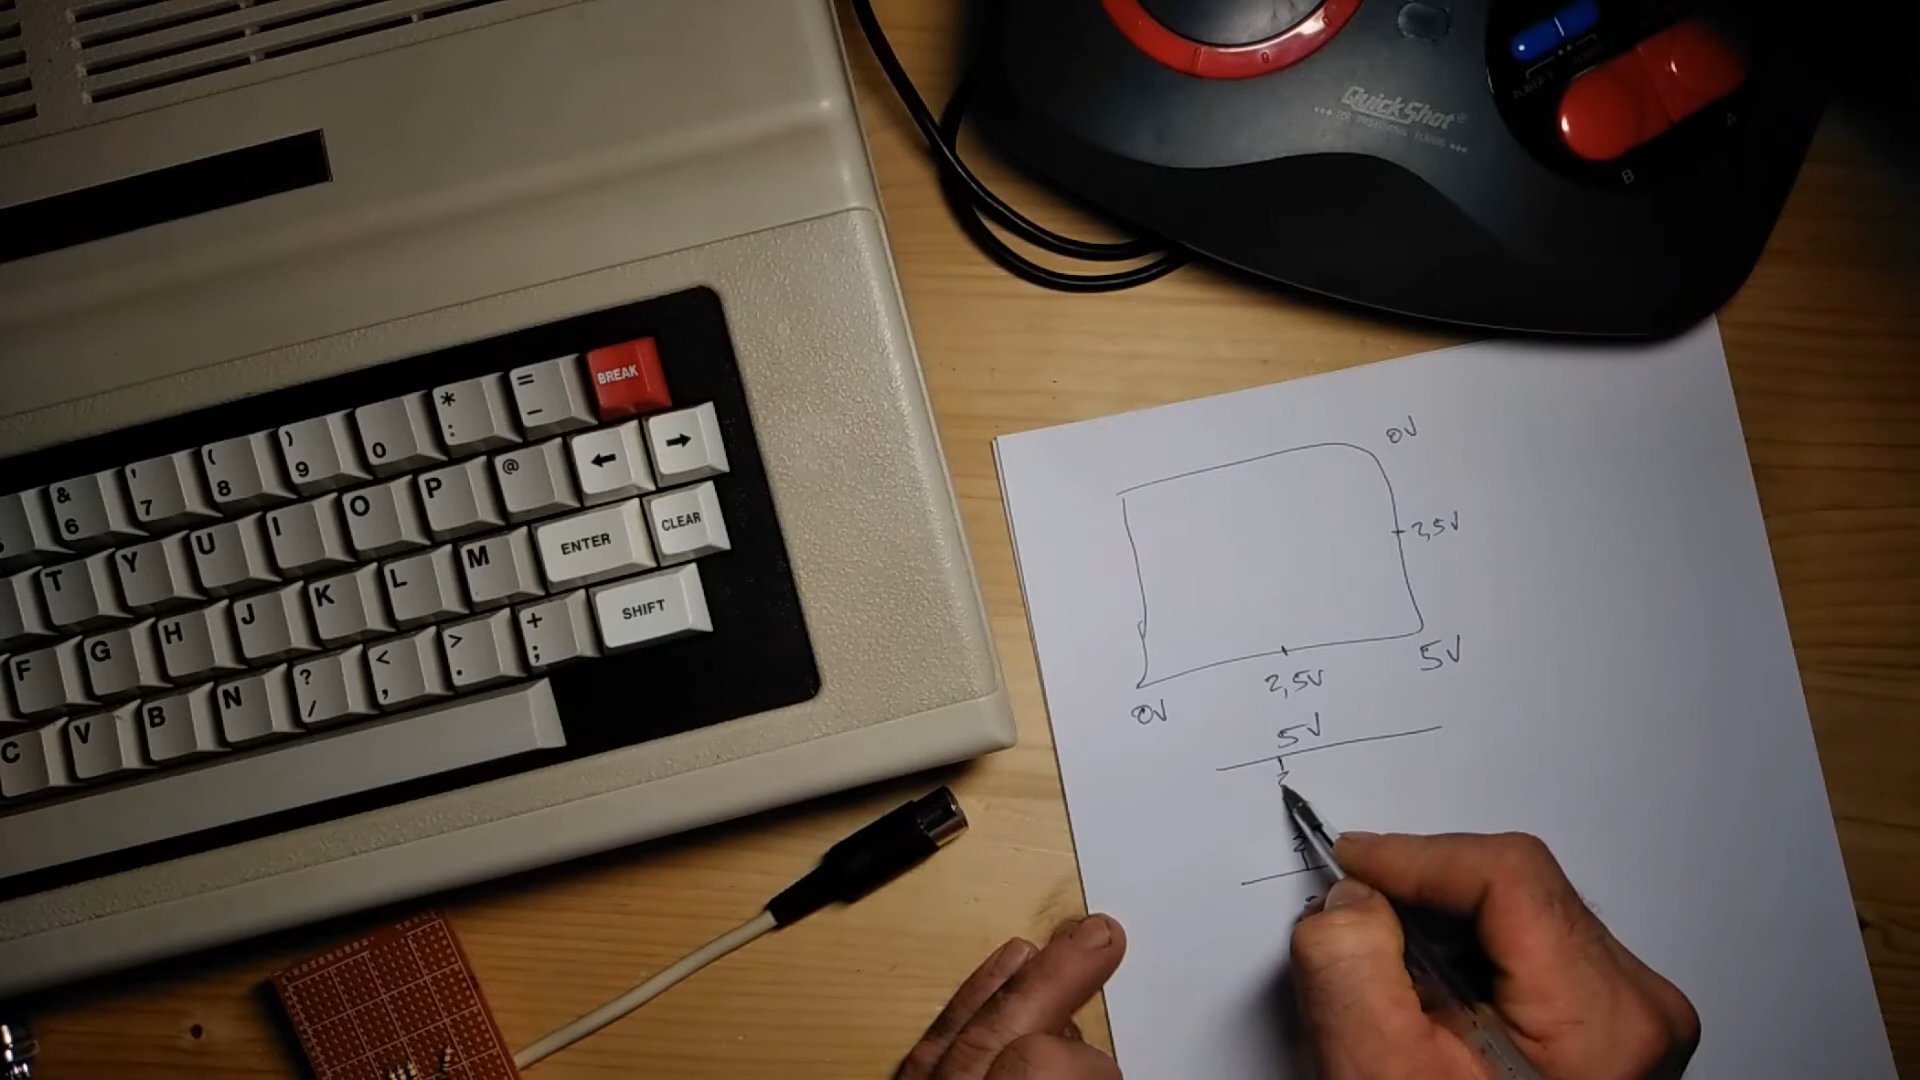 QuickShot
A
B
BREAK
=
-
*
:
0
)
9
(
8
'
7
&
6
@
P
O
I
U
Y
T
CLEAR
ENTER
M
L
K
J
H
G
F
SHIFT
+
;
>
.
<
,
?
/
N
B
V
C
0V
2,5V
5V
2,5V
0V
5V